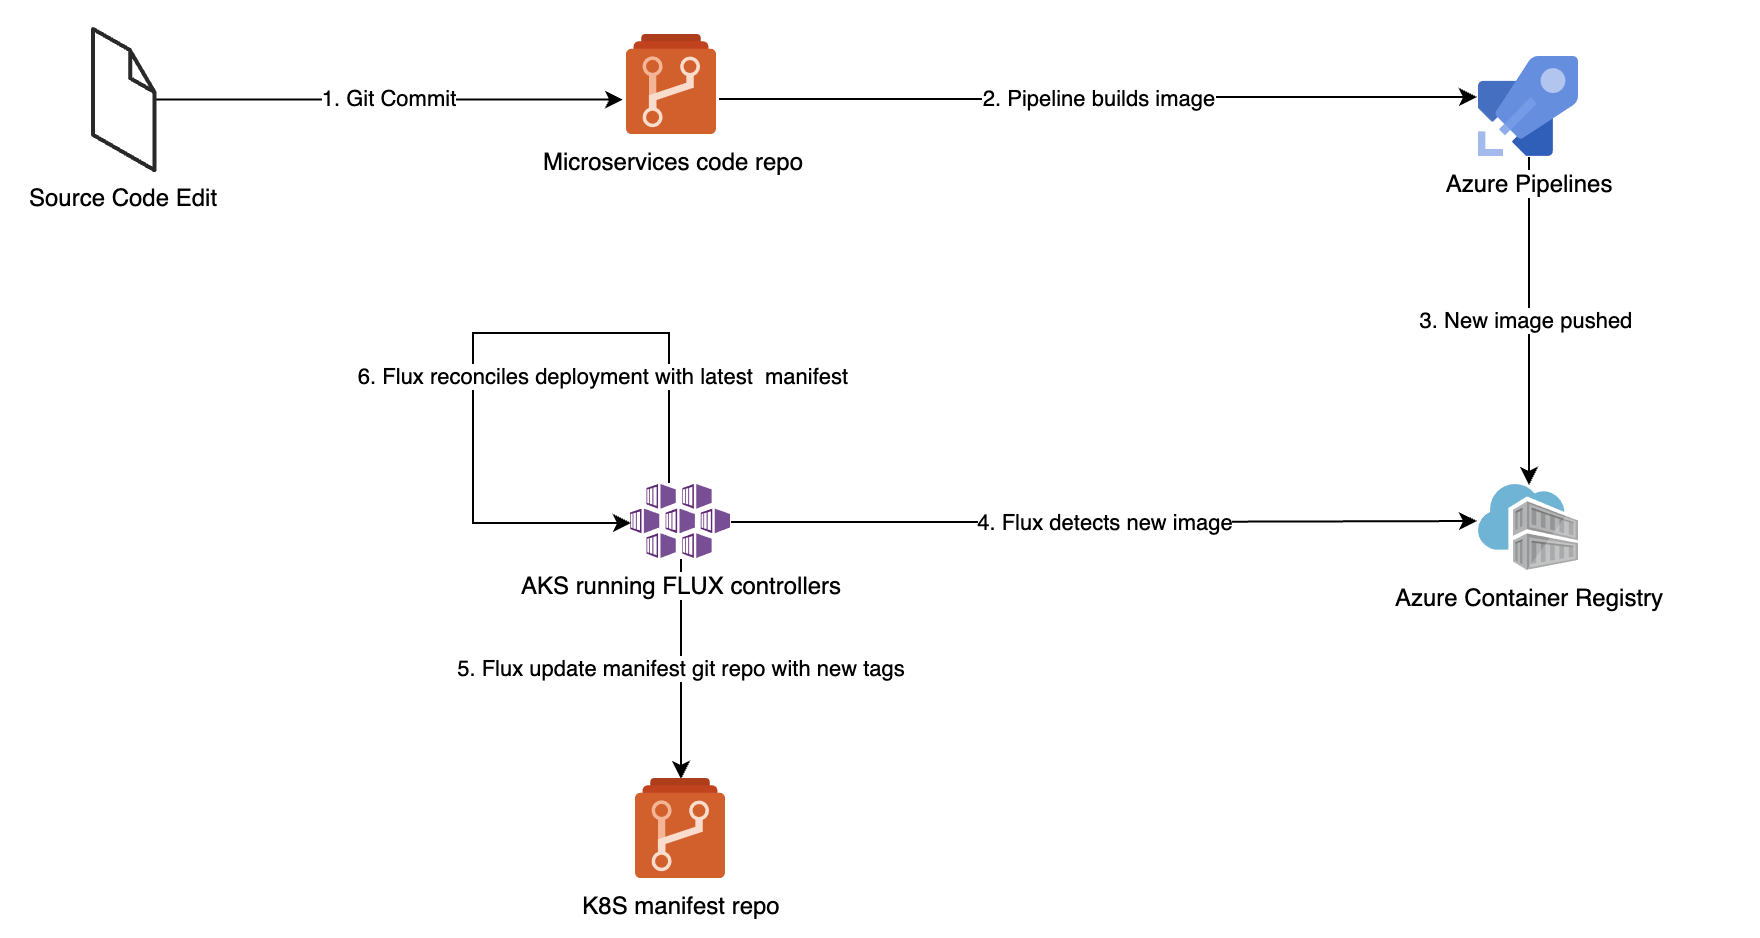 1. Git Commit
2. Pipeline builds image
Microservices code repo
Azure Pipelines
Source Code Edit
3. New image pushed
6. Flux reconciles deployment with latest  manifest
4. Flux detects new image
AKS running FLUX controllers
Azure Container Registry
5. Flux update manifest git repo with new tags
K8S manifest repo